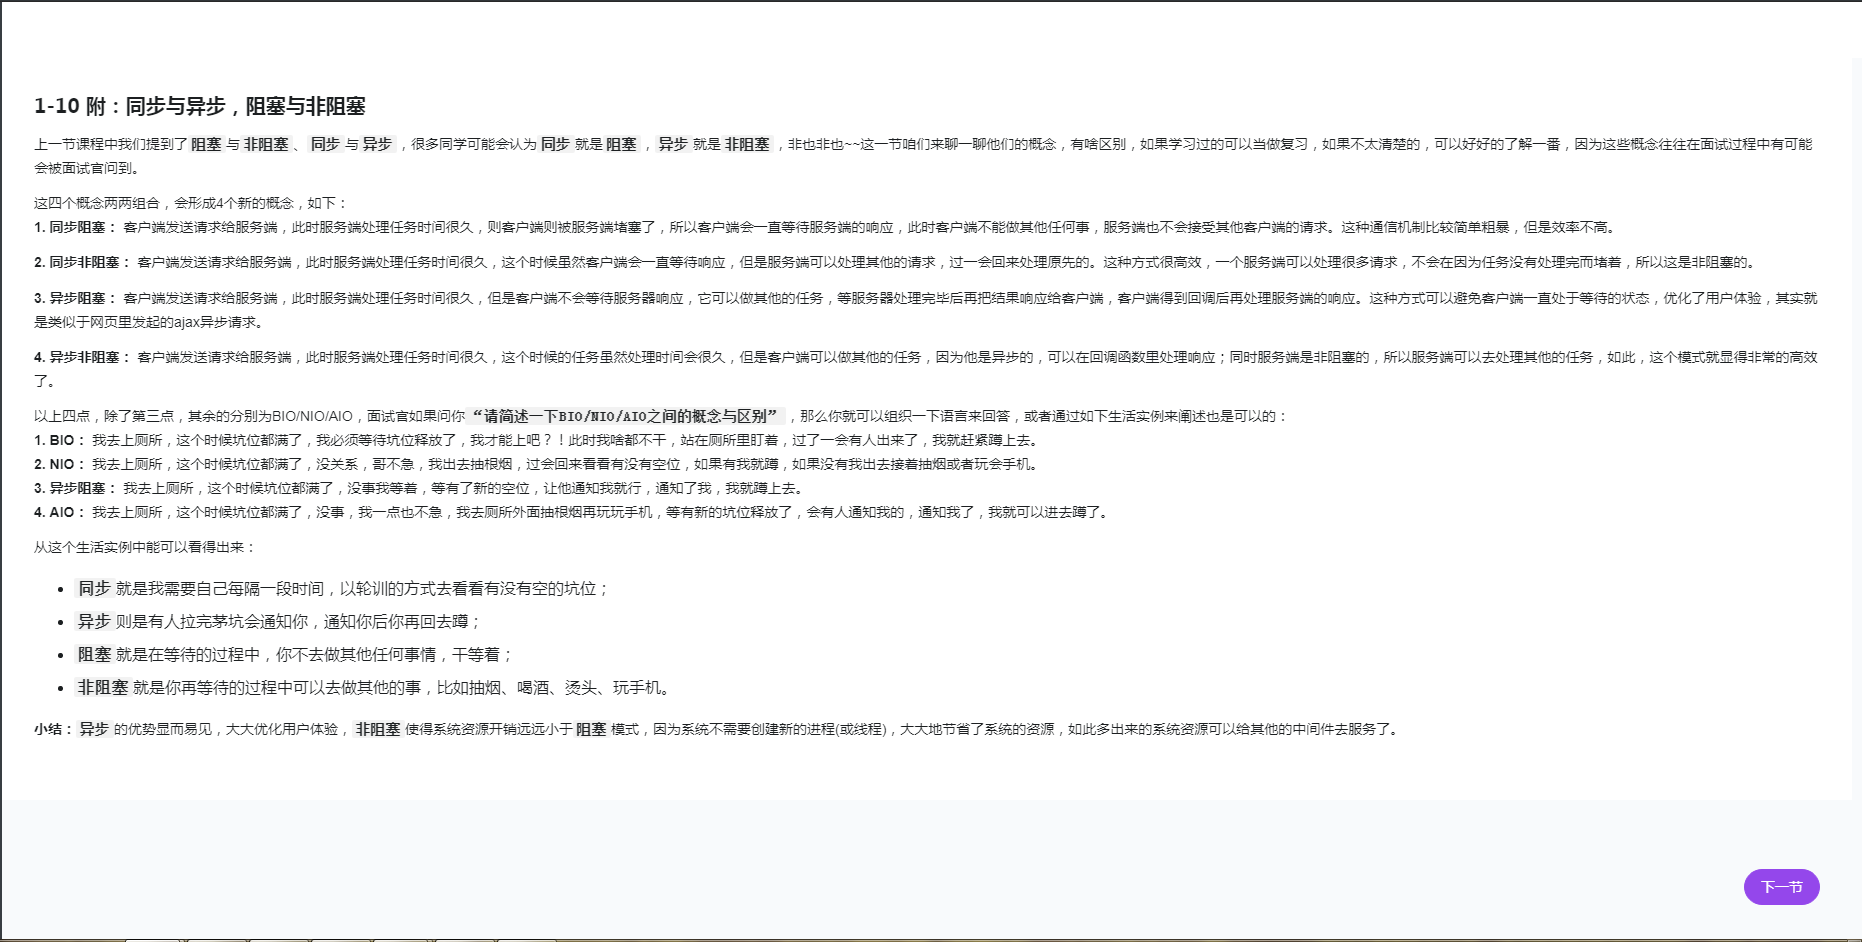 1-10 附：同步与异步，阻塞与非阻塞
上一节课程中我们提到了 阻塞 与 非阻塞 、 同步 与 异步 ，很多同学可能会认为 同步 就是 阻塞 ， 异步 就是 非阻塞 ，非也非也~~这一节咱们来聊一聊他们的概念，有啥区别，如果学习过的可以当做复习，如果不太清楚的，可以好好的了解一番，因为这些概念往往在面试过程中有可能
会被面试官问到。
这四个概念两两组合，会形成4个新的概念，如下：
1. 同步阻塞： 客户端发送请求给服务端，此时服务端处理任务时间很久，则客户端则被服务端堵塞了，所以客户端会一直等待服务端的响应，此时客户端不能做其他任何事，服务端也不会接受其他客户端的请求。这种通信机制比较简单粗暴，但是效率不高。
2. 同步非阻塞： 客户端发送请求给服务端，此时服务端处理任务时间很久，这个时候虽然客户端会一直等待响应，但是服务端可以处理其他的请求，过一会回来处理原先的。这种方式很高效，一个服务端可以处理很多请求，不会在因为任务没有处理完而堵着，所以这是非阻塞的。
3. 异步阻塞： 客户端发送请求给服务端，此时服务端处理任务时间很久，但是客户端不会等待服务器响应，它可以做其他的任务，等服务器处理完毕后再把结果响应给客户端，客户端得到回调后再处理服务端的响应。这种方式可以避免客户端一直处于等待的状态，优化了用户体验，其实就
是类似于网页里发起的ajax异步请求。
4. 异步非阻塞： 客户端发送请求给服务端，此时服务端处理任务时间很久，这个时候的任务虽然处理时间会很久，但是客户端可以做其他的任务，因为他是异步的，可以在回调函数里处理响应；同时服务端是非阻塞的，所以服务端可以去处理其他的任务，如此，这个模式就显得非常的高效
了。
以上四点，除了第三点，其余的分别为BIO/NIO/AIO，面试官如果问你 “请简述一下BIO/NIO/AIO之间的概念与区别” ，那么你就可以组织一下语言来回答，或者通过如下生活实例来阐述也是可以的：
1. BIO： 我去上厕所，这个时候坑位都满了，我必须等待坑位释放了，我才能上吧？！此时我啥都不干，站在厕所里盯着，过了一会有人出来了，我就赶紧蹲上去。
2. NIO： 我去上厕所，这个时候坑位都满了，没关系，哥不急，我出去抽根烟，过会回来看看有没有空位，如果有我就蹲，如果没有我出去接着抽烟或者玩会手机。
3. 异步阻塞： 我去上厕所，这个时候坑位都满了，没事我等着，等有了新的空位，让他通知我就行，通知了我，我就蹲上去。
4. AIO： 我去上厕所，这个时候坑位都满了，没事，我一点也不急，我去厕所外面抽根烟再玩玩手机，等有新的坑位释放了，会有人通知我的，通知我了，我就可以进去蹲了。
从这个生活实例中能可以看得出来：
• 同步 就是我需要自己每隔一段时间，以轮训的方式去看看有没有空的坑位；
• 异步 则是有人拉完茅坑会通知你，通知你后你再回去蹲；
• 阻塞 就是在等待的过程中，你不去做其他任何事情，干等着；
• 非阻塞 就是你再等待的过程中可以去做其他的事，比如抽烟、喝酒、烫头、玩手机。
小结： 异步 的优势显而易见，大大优化用户体验， 非阻塞 使得系统资源开销远远小于 阻塞 模式，因为系统不需要创建新的进程(或线程)，大大地节省了系统的资源，如此多出来的系统资源可以给其他的中间件去服务了。
下一节